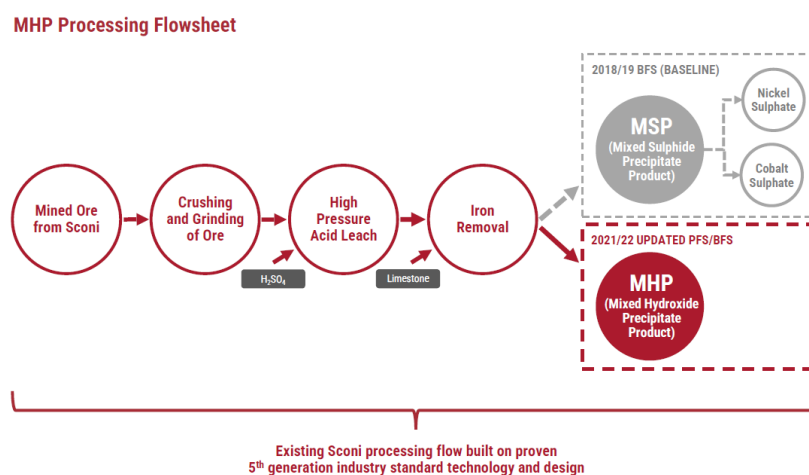 MHP Processing Flowsheet
2018/19 BFS (BASELINE)
Nickel
Sulphate
MSP
(Mixed Sulphide
Precipitate
Product)
Cobalt
Sulphate
Mined Ore
from Sconi
Crushing
and Grinding
of Ore
High
Pressure
Acid Leach
Iron
Removal
H₂SO₄
Limestone
2021/22 UPDATED PFS/BFS
MHP
(Mixed Hydroxide
Precipitate
Product)
Existing Sconi processing flow built on proven
5th generation industry standard technology and design